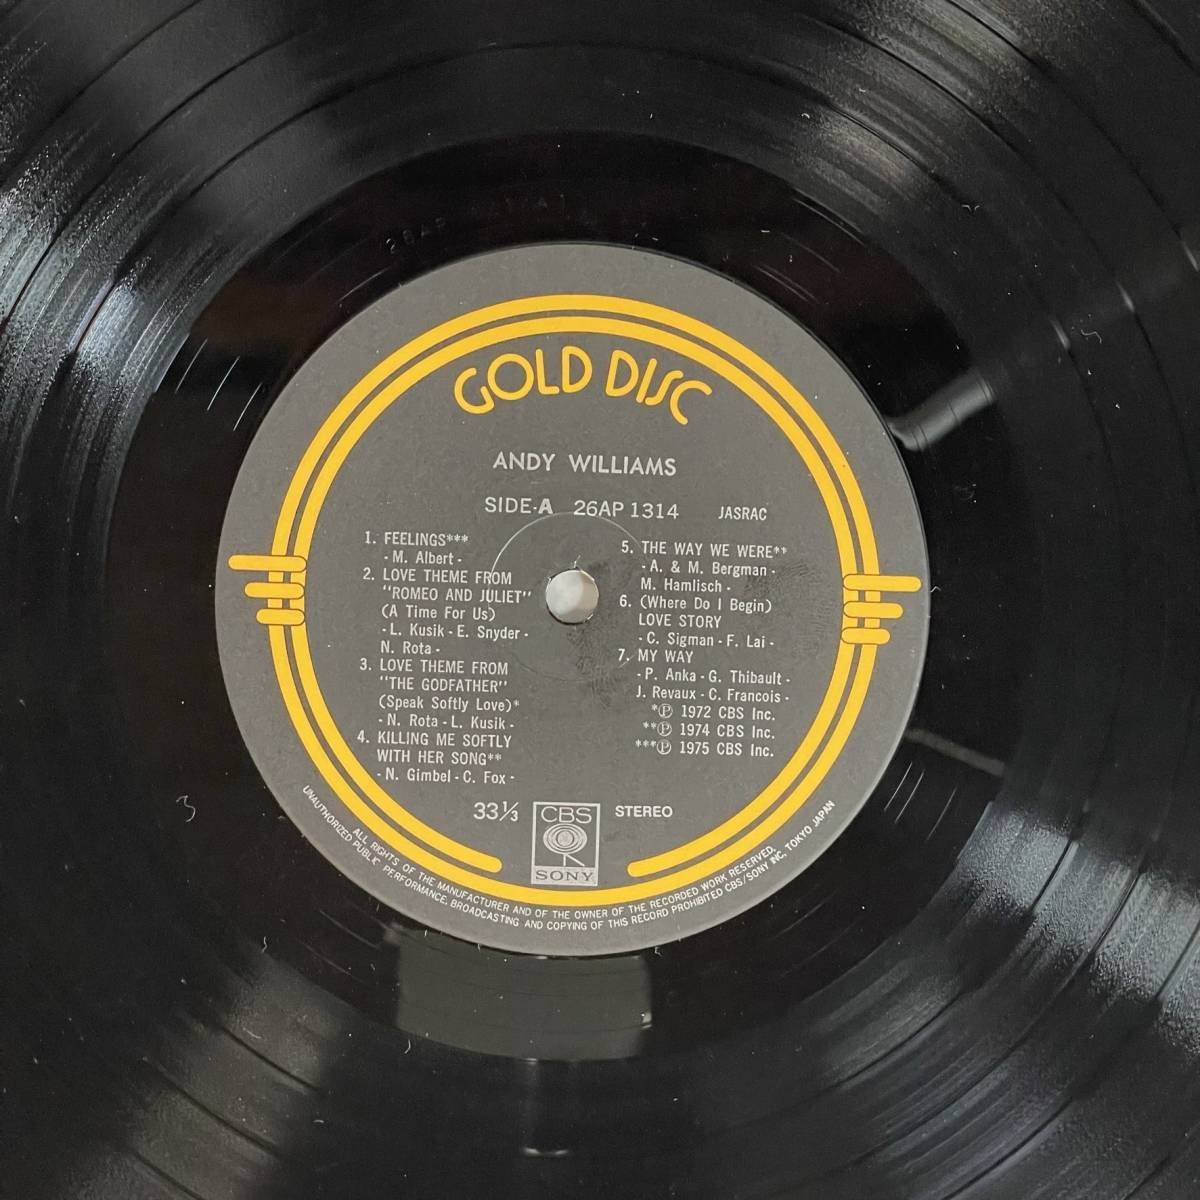 GOLD DISC
ANDY WILLIAMS
SIDE-A 26AP 1314 JASRAC
1. FEELINGS***
- M. Albert -
2. LOVE THEME FROM
"ROMEO AND JULIET"
(A Time For Us)
- L. Kusik - E. Snyder -
N. Rota -
3. LOVE THEME FROM
"THE GODFATHER"
(Speak Softly Love)*
- N. Rota - L. Kusik -
4. KILLING ME SOFTLY
WITH HER SONG**
- N. Gimbel - C. Fox -
5. THE WAY WE WERE**
- A. & M. Bergman -
M. Hamlisch -
6. (Where Do I Begin)
LOVE STORY
- C. Sigman - F. Lai -
7. MY WAY
- P. Anka - G. Thibault -
J. Revaux - C. Francois -
*℗ 1972 CBS Inc.
**℗ 1974 CBS Inc.
***℗ 1975 CBS Inc.
33⅓
CBS
SONY
STEREO
ALL RIGHTS OF THE MANUFACTURER AND OF THE OWNER OF THE RECORDED WORK RESERVED.
UNAUTHORIZED PUBLIC PERFORMANCE, BROADCASTING AND COPYING OF THIS RECORD PROHIBITED CBS/SONY INC. TOKYO JAPAN
26AP